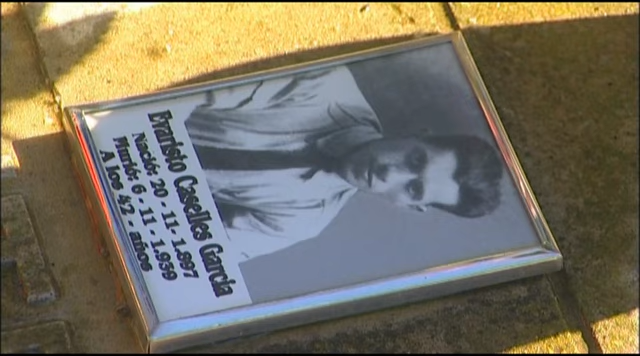 Evaristo Caselles Garcia
Nació: 20 - 11- 1.897
Murió: 6 - 11 - 1.939
A los 42 - años